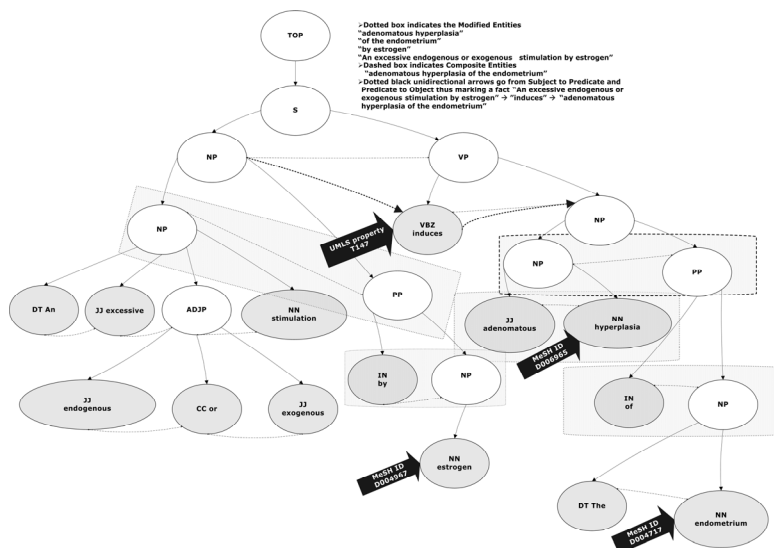 ➢Dotted box indicates the Modified Entities
"adenomatous hyperplasia"
"of the endometrium"
"by estrogen"
"An excessive endogenous or exogenous stimulation by estrogen"
➢Dashed box indicates Composite Entities
"adenomatous hyperplasia of the endometrium"
➢Dotted black unidirectional arrows go from Subject to Predicate and
Predicate to Object thus marking a fact "An excessive endogenous or
exogenous stimulation by estrogen" → "induces" → "adenomatous
hyperplasia of the endometrium"
TOP
S
NP
VP
NP
VBZ
induces
NP
UMLS property
T147
NP
PP
PP
DT An
JJ excessive
ADJP
NN
stimulation
JJ
adenomatous
NN
hyperplasia
MeSH ID
D006965
IN
by
NP
JJ
endogenous
CC or
JJ
exogenous
IN
of
NP
MeSH ID
D004967
NN
estrogen
DT The
NN
endometrium
MeSH ID
D004717